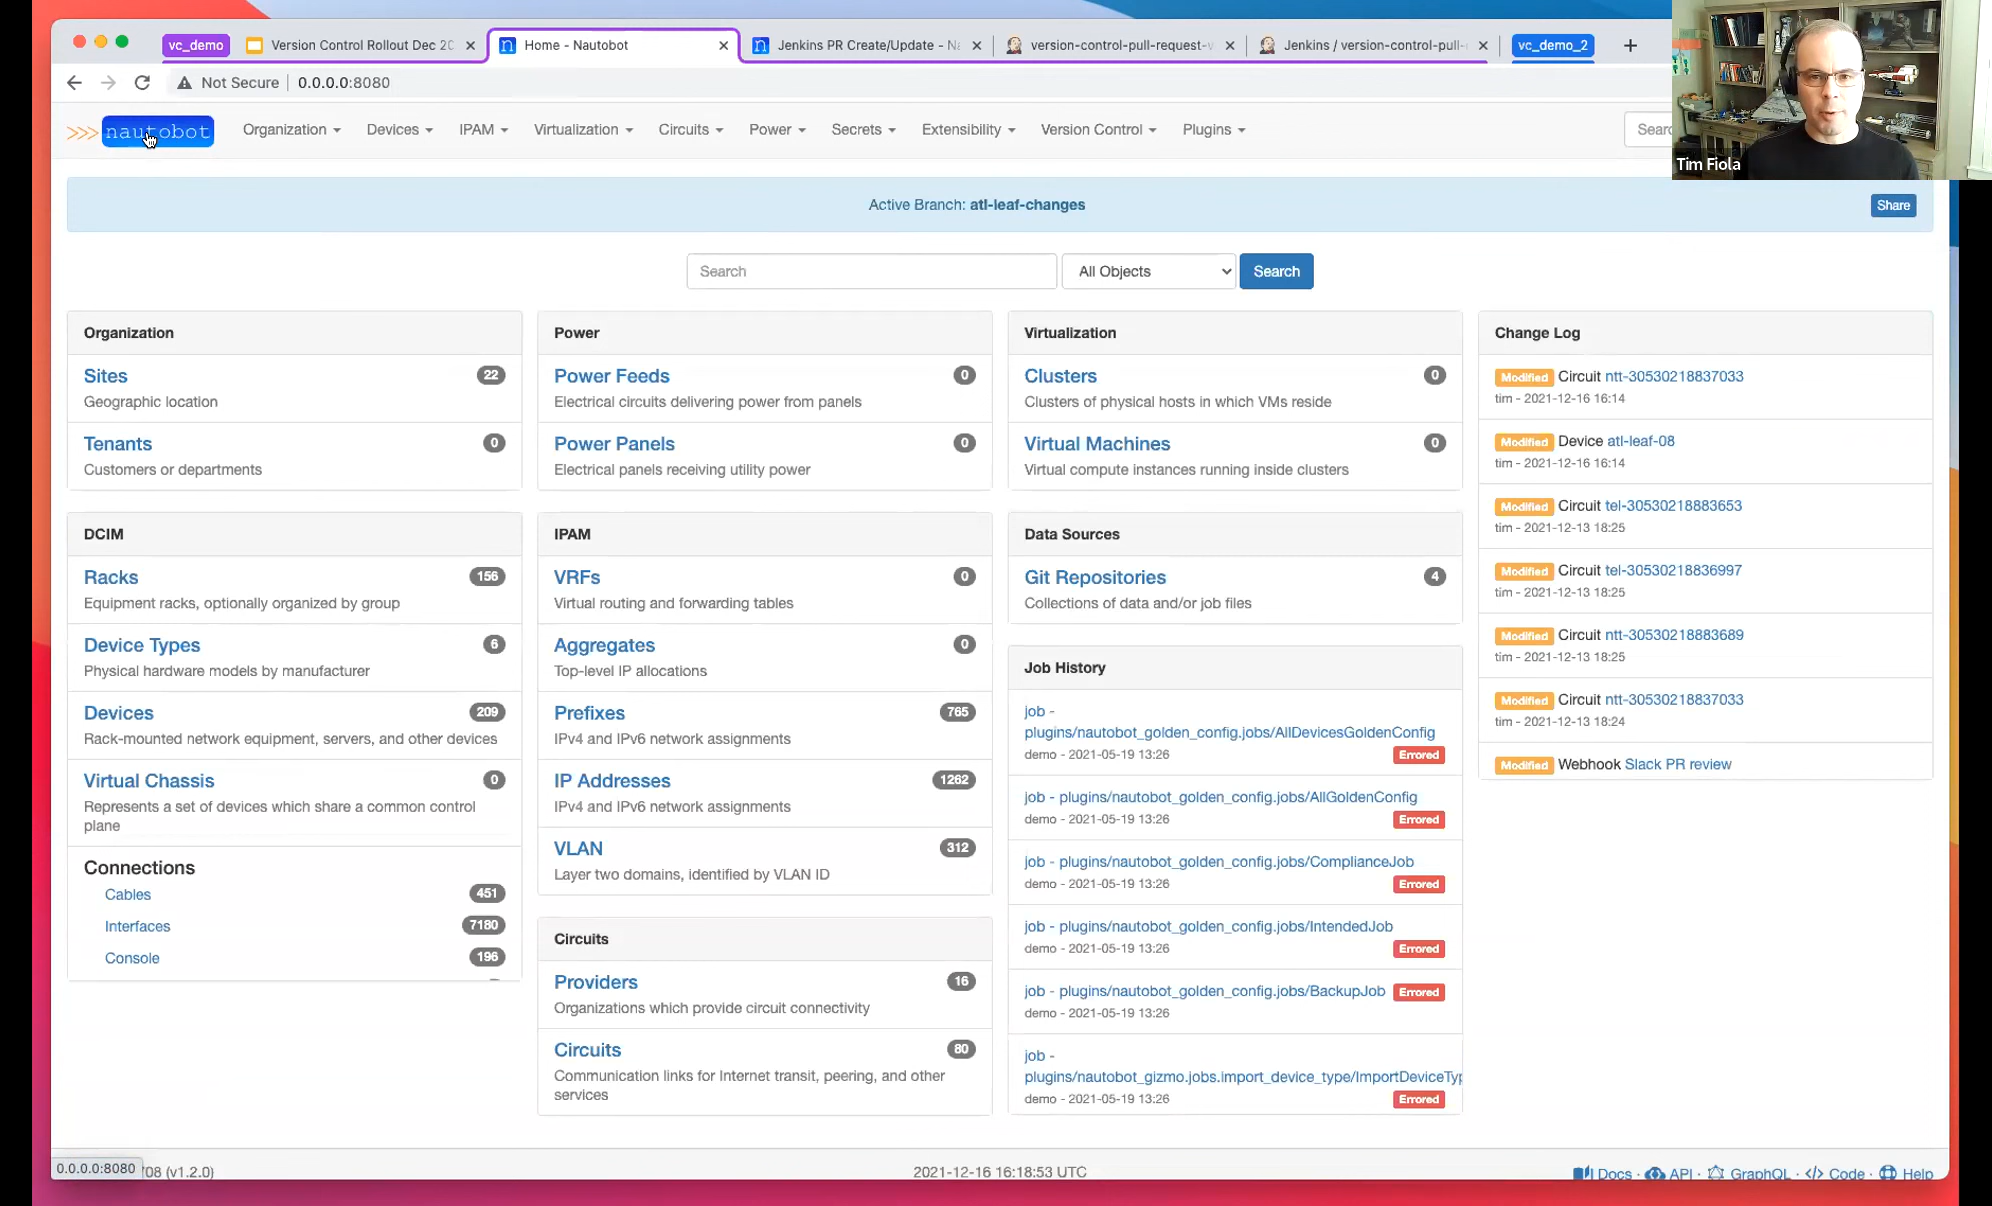 vc_demo
Version Control Rollout Dec 20
Home - Nautobot
Jenkins PR Create/Update - Na
version-control-pull-request-v
Jenkins / version-control-pull-
vc_demo_2
Not Secure
0.0.0.0:8080
nautobot
Organization
Devices
IPAM
Virtualization
Circuits
Power
Secrets
Extensibility
Version Control
Plugins
Tim Fiola
Active Branch: atl-leaf-changes
Share
Search
All Objects
Search
Organization
Sites 22
Geographic location
Tenants 0
Customers or departments
DCIM
Racks 156
Equipment racks, optionally organized by group
Device Types 6
Physical hardware models by manufacturer
Devices 209
Rack-mounted network equipment, servers, and other devices
Virtual Chassis 0
Represents a set of devices which share a common control
plane
Connections
Cables 451
Interfaces 7180
Console 196
Power
Power Feeds 0
Electrical circuits delivering power from panels
Power Panels 0
Electrical panels receiving utility power
IPAM
VRFs 0
Virtual routing and forwarding tables
Aggregates 0
Top-level IP allocations
Prefixes 765
IPv4 and IPv6 network assignments
IP Addresses 1262
IPv4 and IPv6 network assignments
VLAN 312
Layer two domains, identified by VLAN ID
Circuits
Providers 16
Organizations which provide circuit connectivity
Circuits 80
Communication links for Internet transit, peering, and other
services
Virtualization
Clusters 0
Clusters of physical hosts in which VMs reside
Virtual Machines 0
Virtual compute instances running inside clusters
Data Sources
Git Repositories 4
Collections of data and/or job files
Job History
job -
plugins/nautobot_golden_config.jobs/AllDevicesGoldenConfig
demo - 2021-05-19 13:26 Errored
job - plugins/nautobot_golden_config.jobs/AllGoldenConfig
demo - 2021-05-19 13:26 Errored
job - plugins/nautobot_golden_config.jobs/ComplianceJob
demo - 2021-05-19 13:26 Errored
job - plugins/nautobot_golden_config.jobs/IntendedJob
demo - 2021-05-19 13:26 Errored
job - plugins/nautobot_golden_config.jobs/BackupJob Errored
demo - 2021-05-19 13:26
job -
plugins/nautobot_gizmo.jobs.import_device_type/ImportDeviceTyp
demo - 2021-05-19 13:26 Errored
Change Log
Modified Circuit ntt-30530218837033
tim - 2021-12-16 16:14
Modified Device atl-leaf-08
tim - 2021-12-16 16:14
Modified Circuit tel-30530218883653
tim - 2021-12-13 18:25
Modified Circuit tel-30530218836997
tim - 2021-12-13 18:25
Modified Circuit ntt-30530218883689
tim - 2021-12-13 18:25
Modified Circuit ntt-30530218837033
tim - 2021-12-13 18:24
Modified Webhook Slack PR review
0.0.0.0:8080
708 (v1.2.0)
2021-12-16 16:18:53 UTC
Docs · API · GraphQL · Code · Help